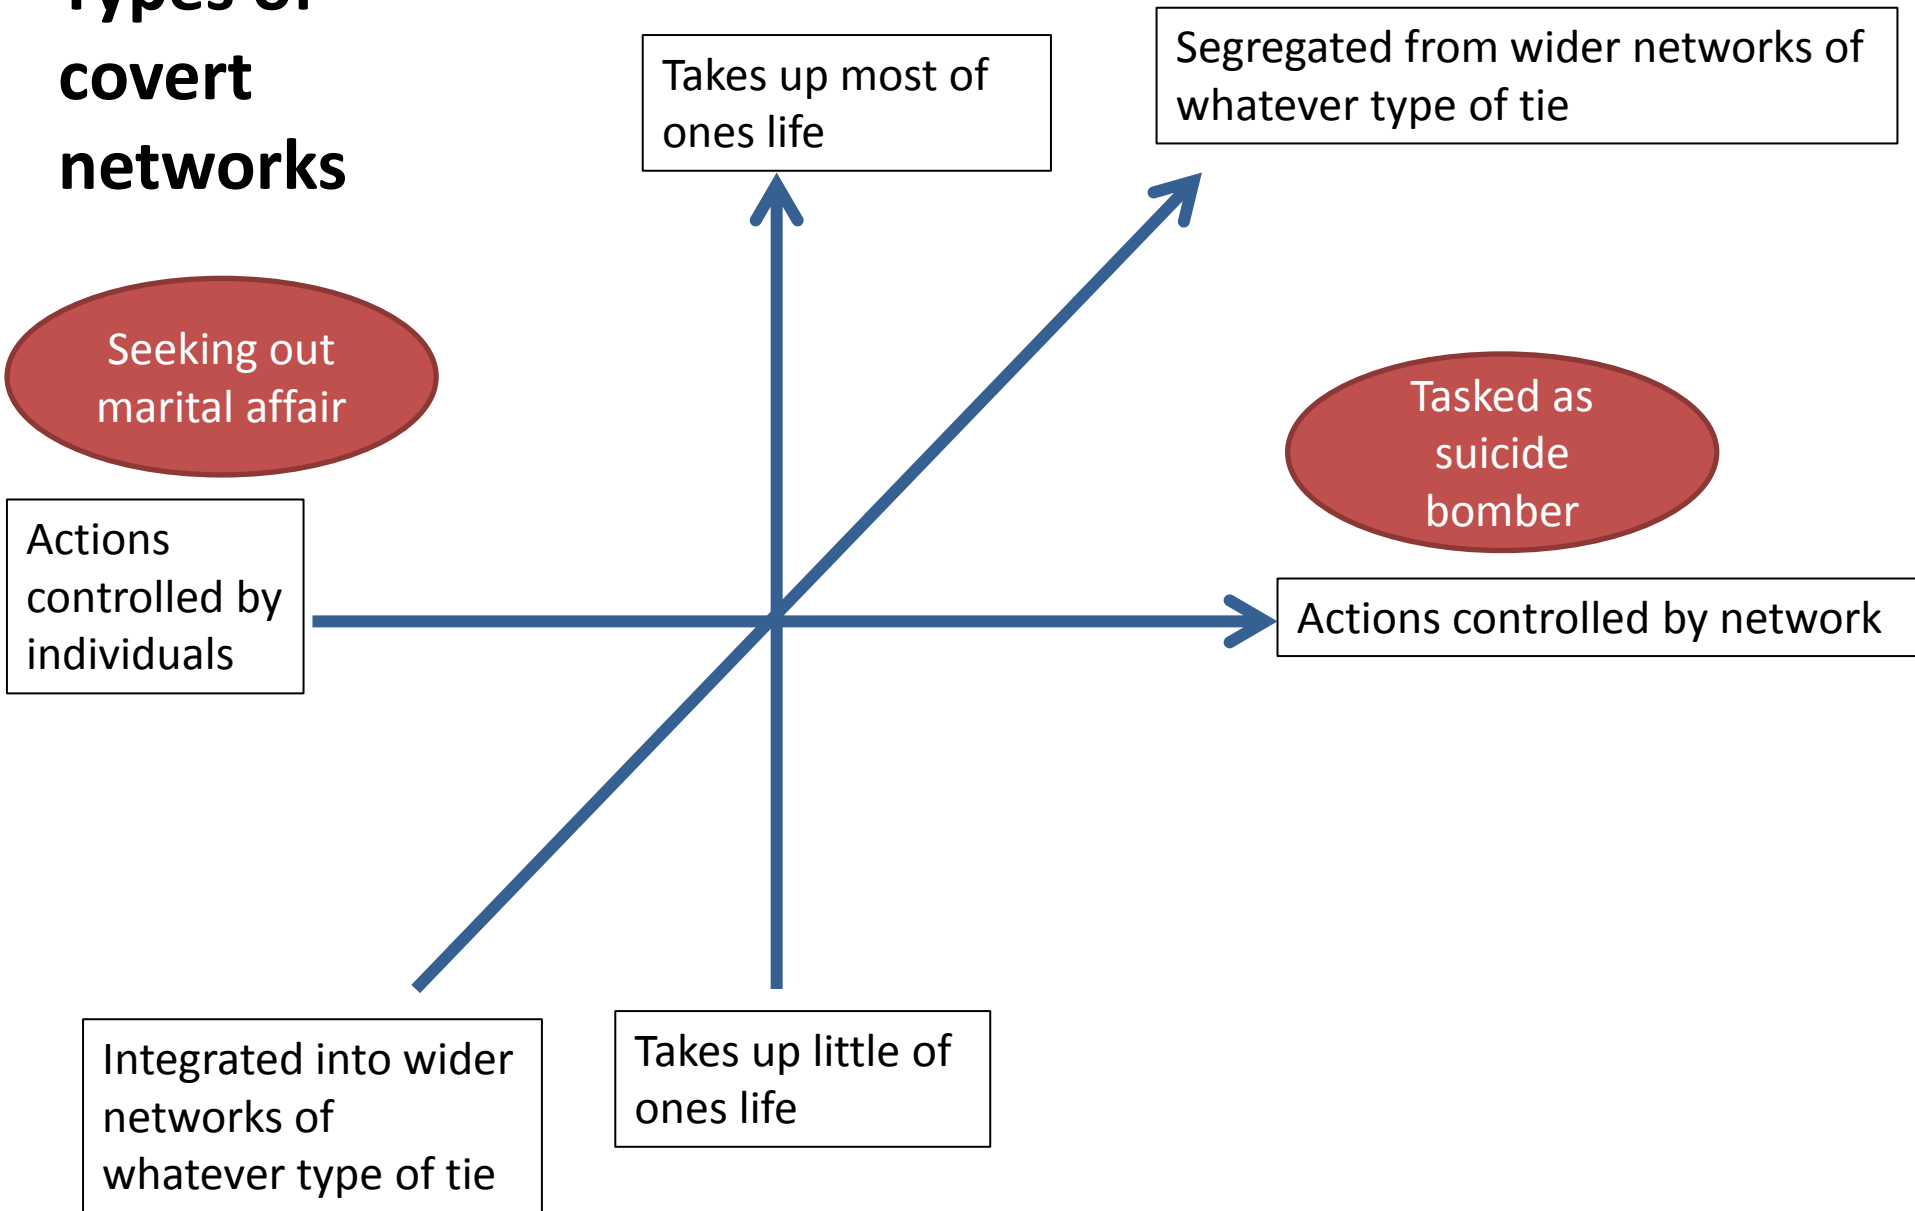 Types of
covert
networks
Takes up most of
ones life
Segregated from wider networks of
whatever type of tie
Seeking out
marital affair
Tasked as
suicide
bomber
Actions
controlled by
individuals
Actions controlled by network
Integrated into wider
networks of
whatever type of tie
Takes up little of
ones life